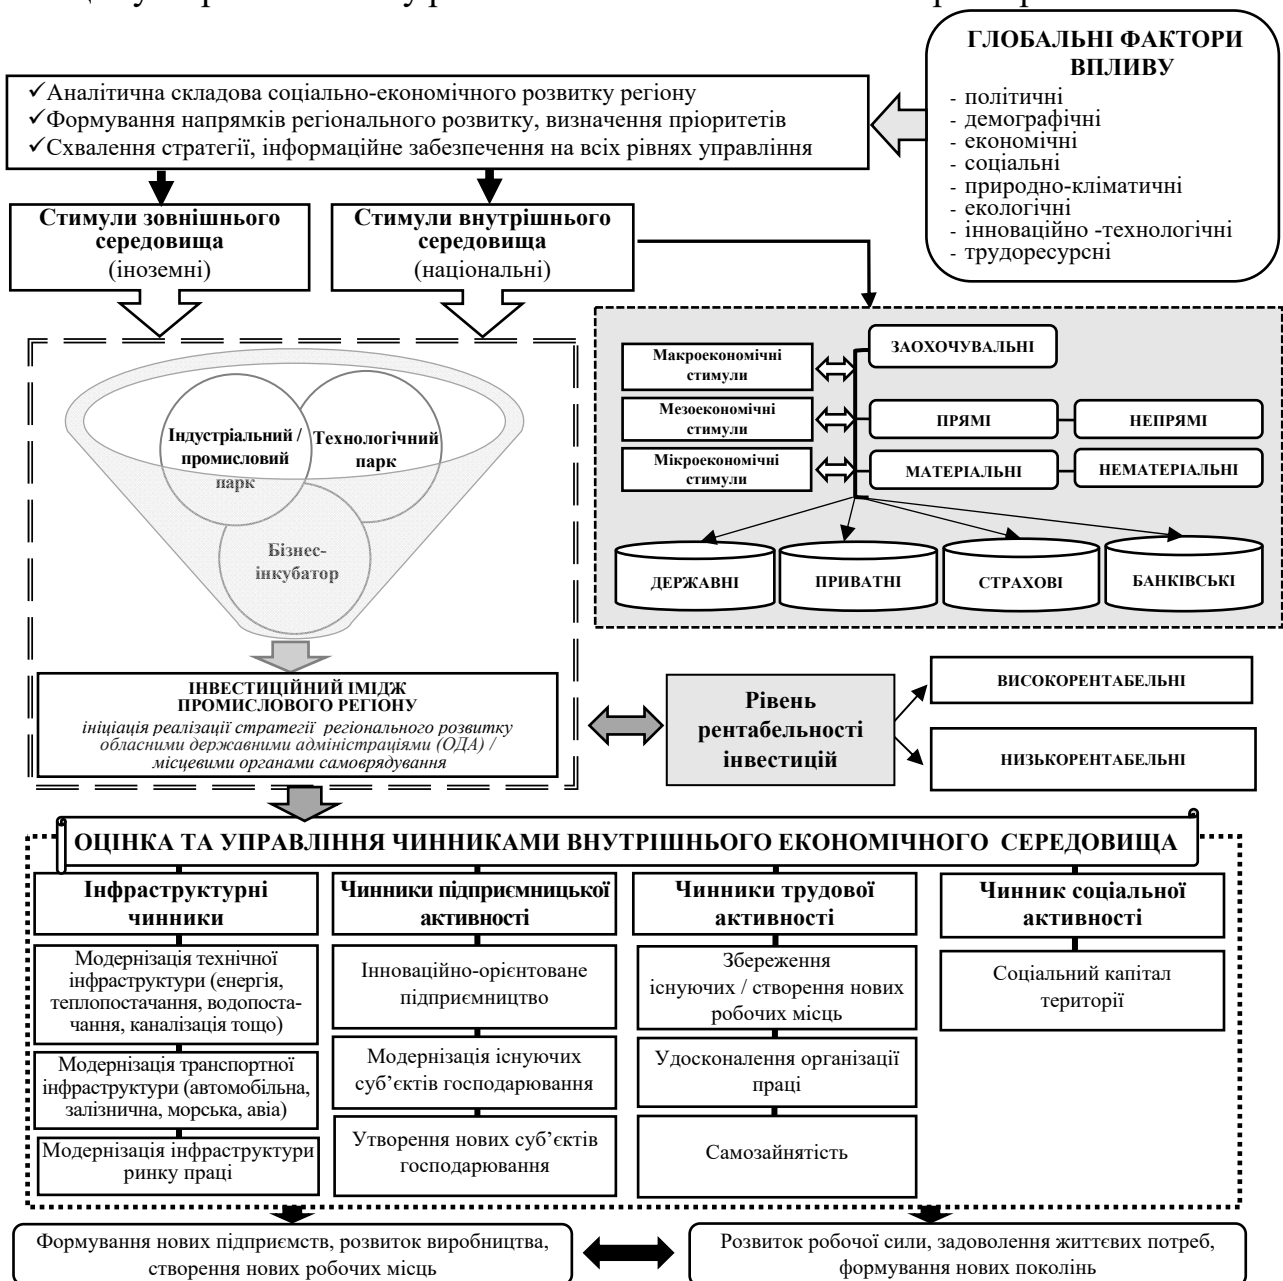 ГЛОБАЛЬНІ ФАКТОРИ
ВПЛИВУ
- політичні
- демографічні
- економічні
- соціальні
- природно-кліматичні
- екологічні
- інноваційно -технологічні
- трудоресурсні
✓Аналітична складова соціально-економічного розвитку регіону
✓Формування напрямків регіонального розвитку, визначення пріоритетів
✓Схвалення стратегії, інформаційне забезпечення на всіх рівнях управління
Стимули зовнішнього
середовища
(іноземні)
Стимули внутрішнього
середовища
(національні)
Макроекономічні
стимули
ЗАОХОЧУВАЛЬНІ
Мезоекономічні
стимули
ПРЯМІ
НЕПРЯМІ
Мікроекономічні
стимули
МАТЕРІАЛЬНІ
НЕМАТЕРІАЛЬНІ
ДЕРЖАВНІ
ПРИВАТНІ
СТРАХОВІ
БАНКІВСЬКІ
Індустріальний /
промисловий
парк
Технологічний
парк
Бізнес-
інкубатор
ІНВЕСТИЦІЙНИЙ ІМІДЖ
ПРОМИСЛОВОГО РЕГІОНУ
ініціація реалізації стратегії регіонального розвитку
обласними державними адміністраціями (ОДА) /
місцевими органами самоврядування
Рівень
рентабельності
інвестицій
ВИСОКОРЕНТАБЕЛЬНІ
НИЗЬКОРЕНТАБЕЛЬНІ
ОЦІНКА ТА УПРАВЛІННЯ ЧИННИКАМИ ВНУТРІШНЬОГО ЕКОНОМІЧНОГО СЕРЕДОВИЩА
Інфраструктурні
чинники
Модернізація технічної
інфраструктури (енергія,
теплопостачання, водопоста-
чання, каналізація тощо)
Модернізація транспортної
інфраструктури (автомобільна,
залізнична, морська, авіа)
Модернізація інфраструктури
ринку праці
Чинники підприємницької
активності
Інноваційно-орієнтоване
підприємництво
Модернізація існуючих
суб’єктів господарювання
Утворення нових суб’єктів
господарювання
Чинники трудової
активності
Збереження
існуючих / створення нових
робочих місць
Удосконалення організації
праці
Самозайнятість
Чинник соціальної
активності
Соціальний капітал
території
Формування нових підприємств, розвиток виробництва,
створення нових робочих місць
Розвиток робочої сили, задоволення життєвих потреб,
формування нових поколінь